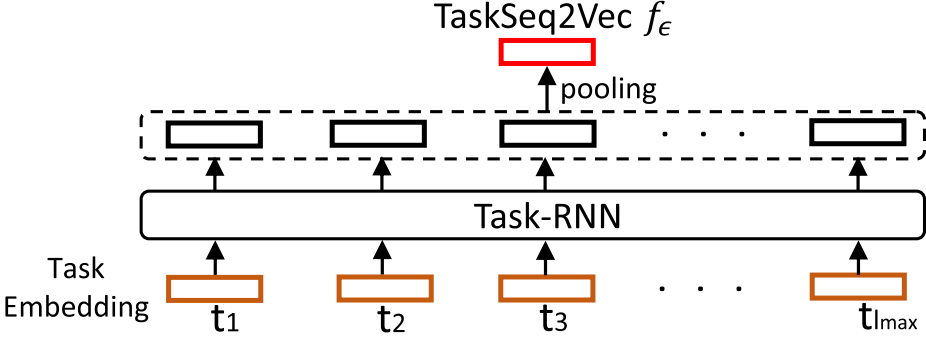 TaskSeq2Vec fϵ
pooling
. . .
Task-RNN
Task
Embedding
. . .
t1 t2 t3 tlmax